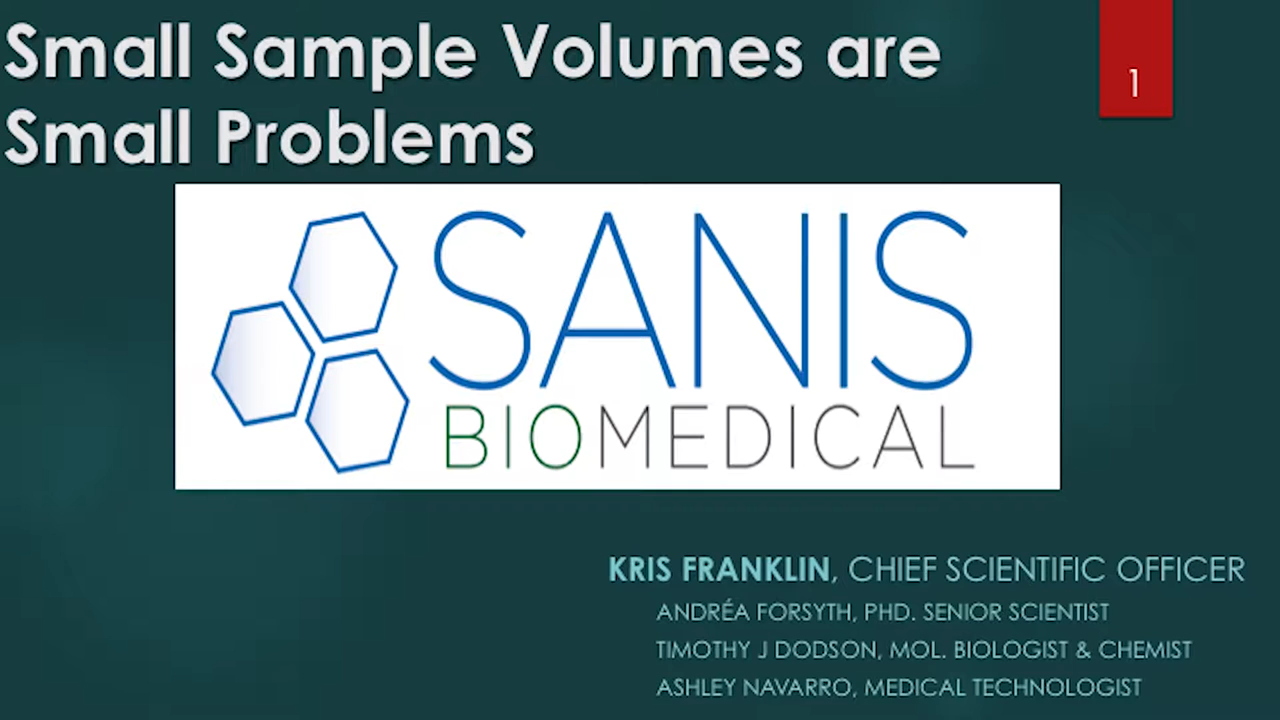 Small Sample Volumes are
Small Problems
1
SANIS
BIOMEDICAL
KRIS FRANKLIN, CHIEF SCIENTIFIC OFFICER
ANDRÉA FORSYTH, PHD. SENIOR SCIENTIST
TIMOTHY J DODSON, MOL. BIOLOGIST & CHEMIST
ASHLEY NAVARRO, MEDICAL TECHNOLOGIST